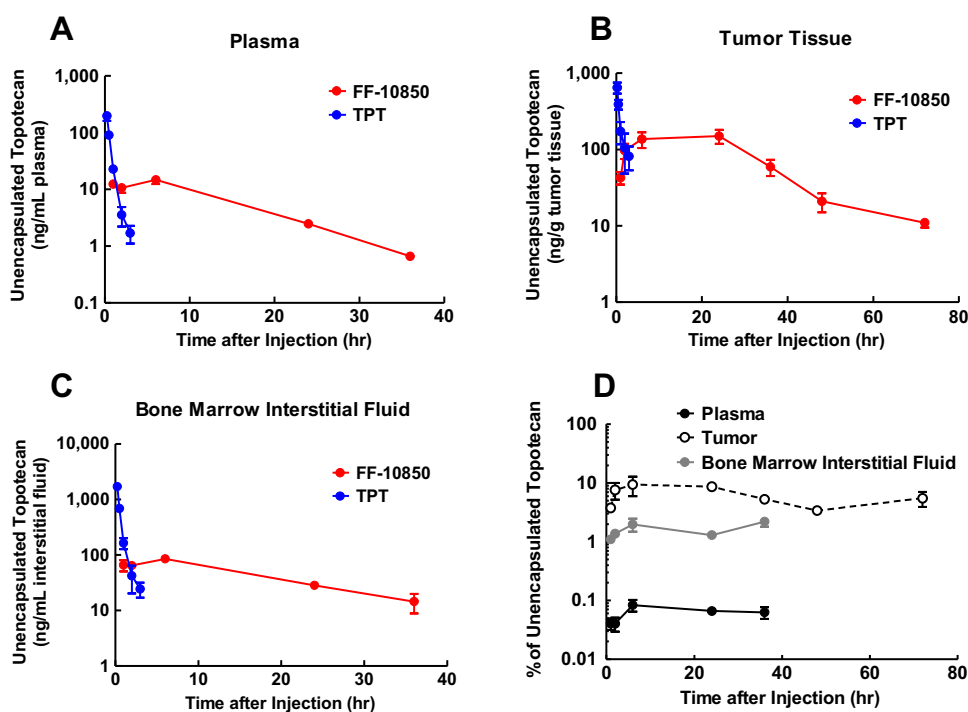 A
Plasma
Unencapsulated Topotecan
(ng/mL plasma)
1,000
100
10
1
0.1
FF-10850
TPT
0
10
20
30
40
Time after Injection (hr)
B
Tumor Tissue
Unencapsulated Topotecan
(ng/g tumor tissue)
1,000
100
10
1
FF-10850
TPT
0
20
40
60
80
Time after Injection (hr)
C
Bone Marrow Interstitial Fluid
Unencapsulated Topotecan
(ng/mL interstitial fluid)
10,000
1,000
100
10
1
FF-10850
TPT
0
10
20
30
40
Time after Injection (hr)
D
Plasma
Tumor
Bone Marrow Interstitial Fluid
% of Unencapsulated Topotecan
100
10
1
0.1
0.01
0
20
40
60
80
Time after Injection (hr)